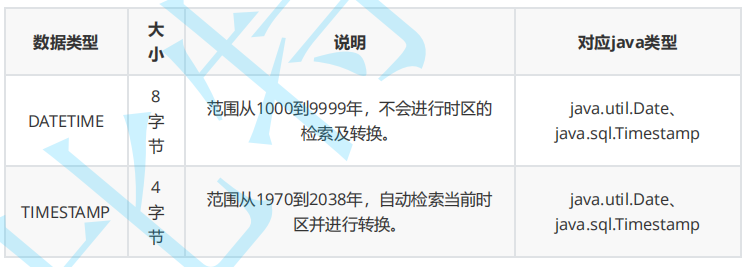 数据类型
大
小
说明
对应java类型
DATETIME
8
字
节
范围从1000到9999年，不会进行时区的
检索及转换。
java.util.Date、
java.sql.Timestamp
TIMESTAMP
4
字
节
范围从1970到2038年，自动检索当前时
区并进行转换。
java.util.Date、
java.sql.Timestamp